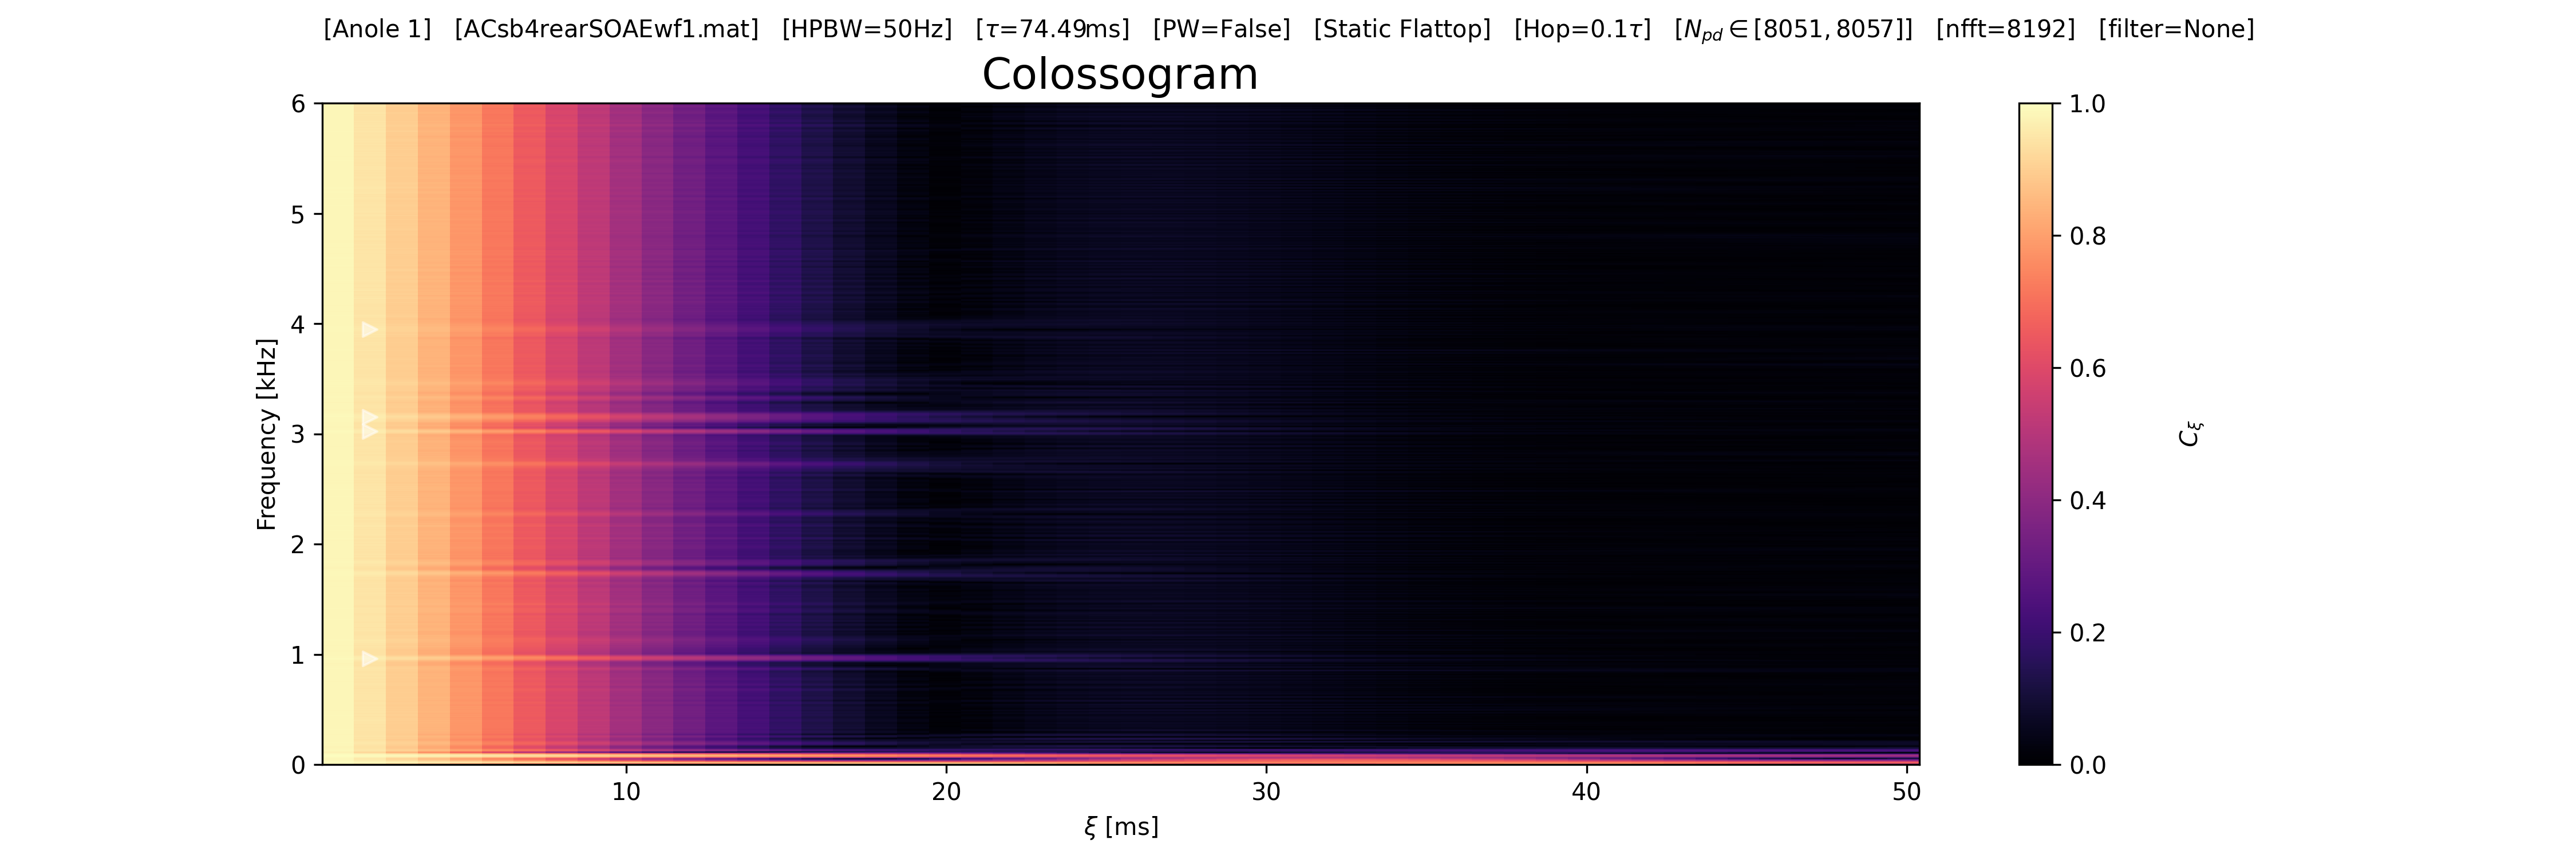 [Anole 1] [ACsb4rearSOAEwf1.mat] [HPBW=50Hz] [τ=74.49ms] [PW=False] [Static Flattop] [Hop=0.1τ] [N_pd ∈ [8051, 8057]] [nfft=8192] [filter=None]
Colossogram
6
5
4
3
2
1
0
Frequency [kHz]
10 20 30 40 50
ξ [ms]
1.0
0.8
0.6
0.4
0.2
0.0
C_ξ